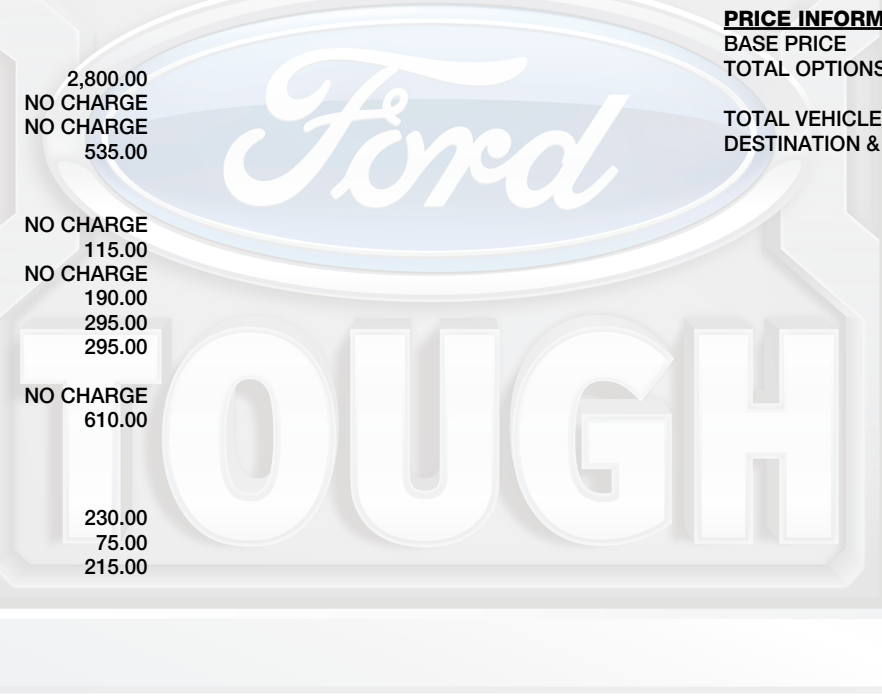 2,800.00
NO CHARGE
NO CHARGE
535.00
NO CHARGE
115.00
NO CHARGE
190.00
295.00
295.00
NO CHARGE
610.00
230.00
75.00
215.00
PRICE INFORM
BASE PRICE
TOTAL OPTIONS
TOTAL VEHICLE
DESTINATION &
Ford
TOUGH